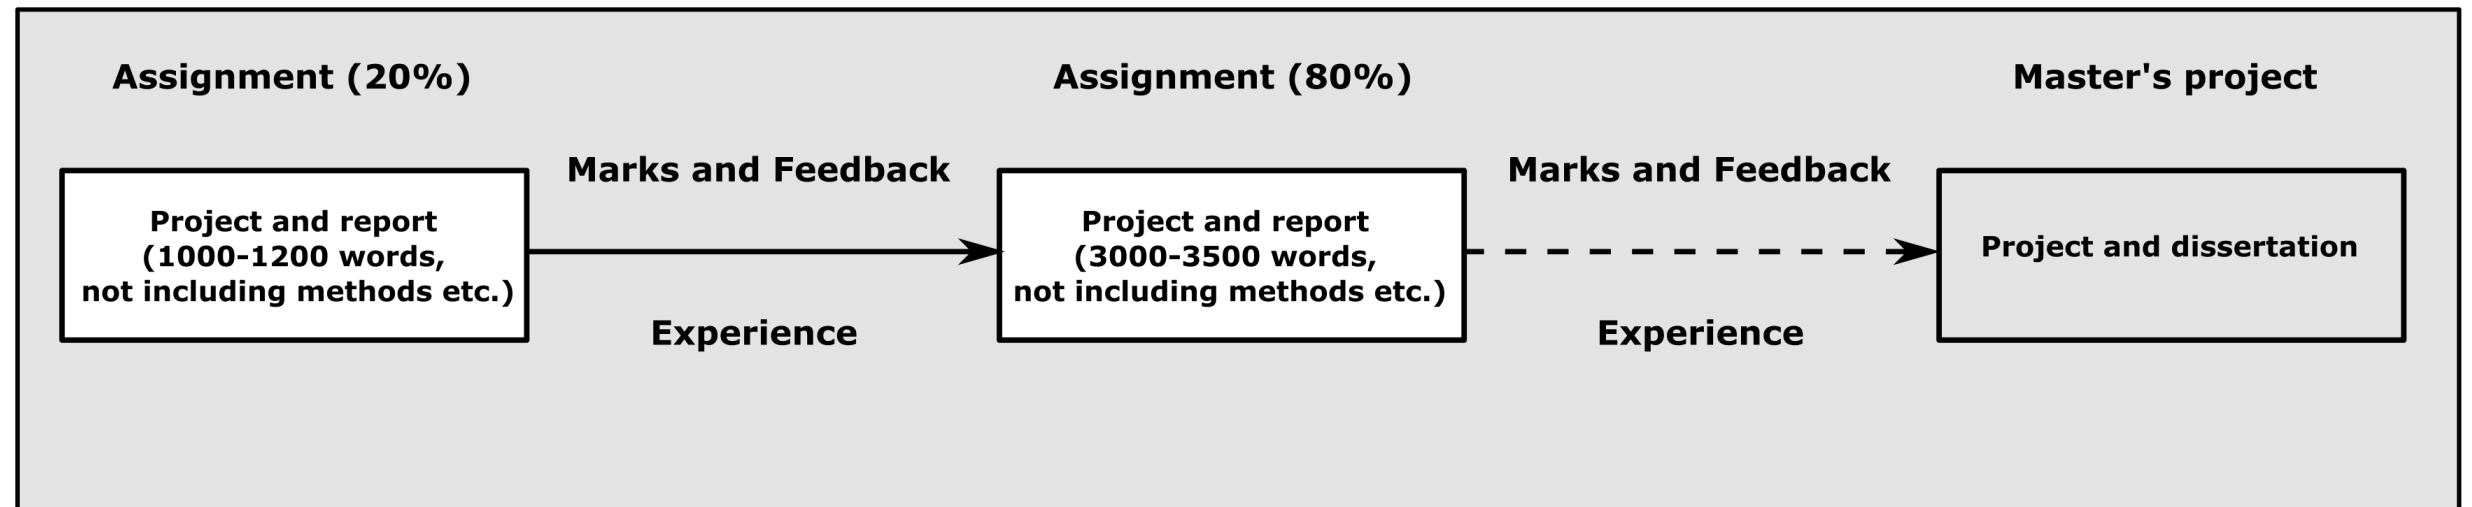 Assignment (20%)
Assignment (80%)
Master's project
Marks and Feedback
Marks and Feedback
Project and report
(1000-1200 words,
not including methods etc.)
Project and report
(3000-3500 words,
not including methods etc.)
Project and dissertation
Experience
Experience